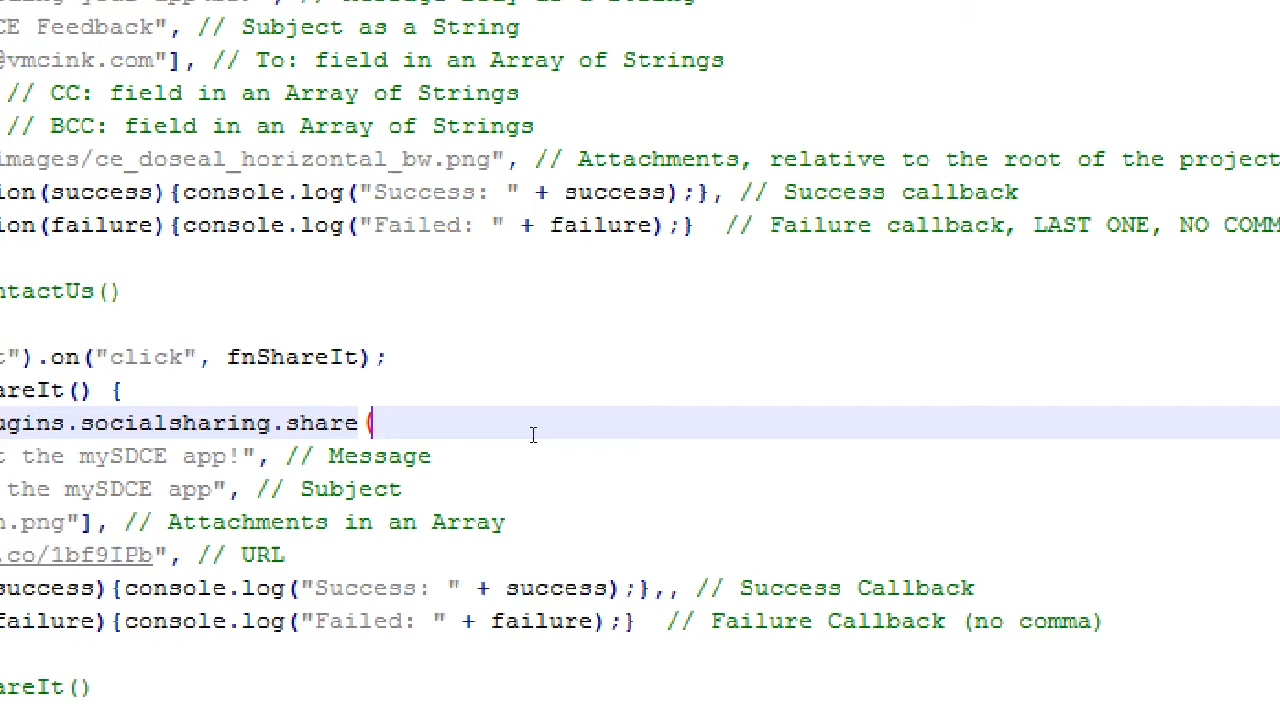 CE Feedback", // Subject as a String
@vmcink.com"], // To: field in an Array of Strings
// CC: field in an Array of Strings
// BCC: field in an Array of Strings
images/ce_doseal_horizontal_bw.png", // Attachments, relative to the root of the project
ion(success){console.log("Success: " + success);}, // Success callback
ion(failure){console.log("Failed: " + failure);} // Failure callback, LAST ONE, NO COMM
ntactUs()
t").on("click", fnShareIt);
areIt() {
ugins.socialsharing.share(
t the mySDCE app!", // Message
the mySDCE app", // Subject
n.png"], // Attachments in an Array
.co/1bf9IPb", // URL
success){console.log("Success: " + success);},, // Success Callback
failure){console.log("Failed: " + failure);} // Failure Callback (no comma)
areIt()